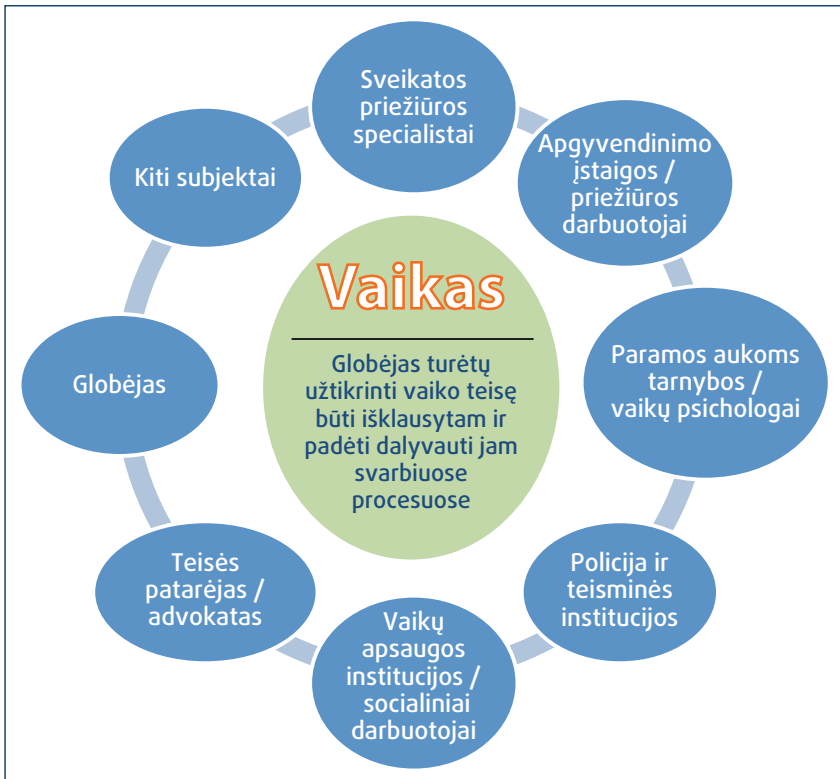 Sveikatos
priežiūros
specialistai
Apgyvendinimo
įstaigos /
priežiūros
darbuotojai
Paramos aukoms
tarnybos /
vaikų psichologai
Policija ir
teisminės
institucijos
Vaikų
apsaugos
institucijos /
socialiniai
darbuotojai
Teisės
patarėjas /
advokatas
Globėjas
Kiti subjektai
Vaikas
Globėjas turėtų
užtikrinti vaiko teisę
būti išklausytam ir
padėti dalyvauti jam
svarbiuose
procesuose